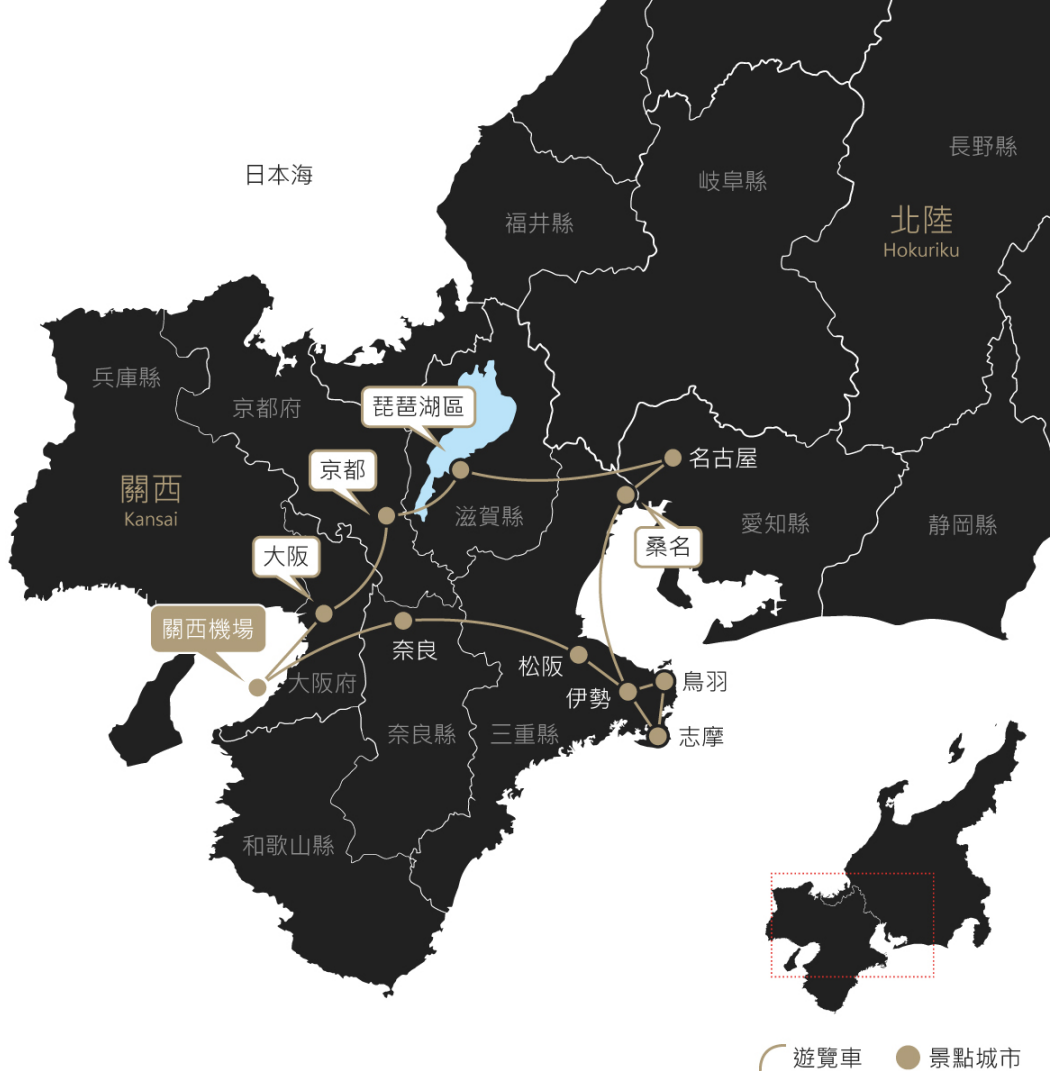 日本海
長野縣
岐阜縣
北陸
Hokuriku
福井縣
兵庫縣
京都府
琵琶湖區
京都
名古屋
關西
Kansai
滋賀縣
愛知縣
静岡縣
桑名
大阪
關西機場
奈良
松阪
大阪府
伊勢
鳥羽
奈良縣
三重縣
志摩
和歌山縣
遊覽車
景點城市